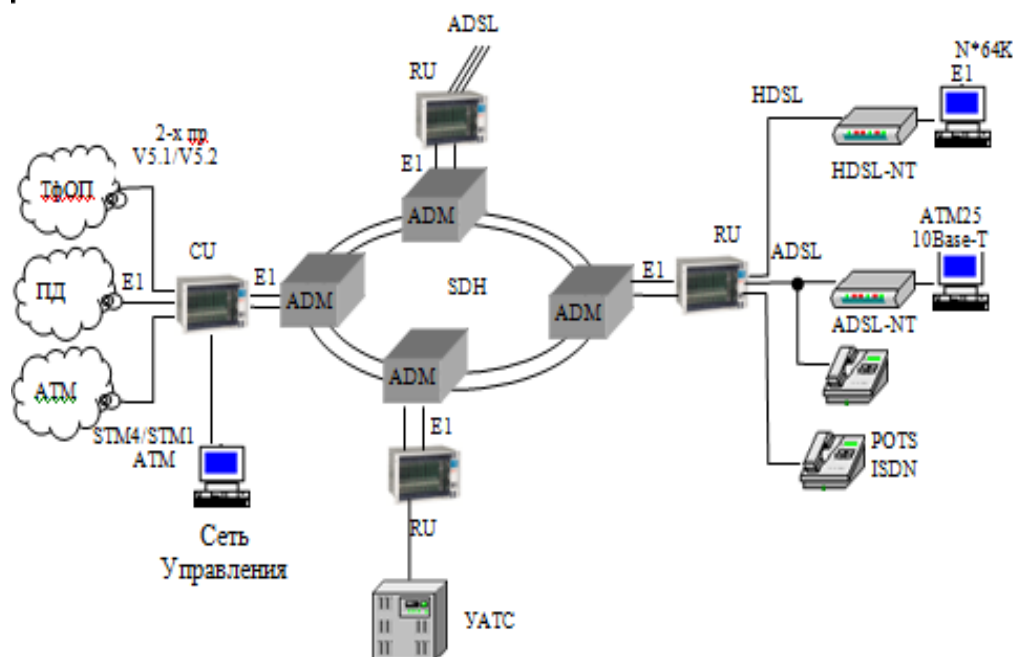 ADSL
RU
E1
ADM
2-х пр
V5.1/V5.2
ТфОП
CU
E1
ПД
E1
ADM
АТМ
STM4/STM1
ATM
Сеть
Управления
SDH
ADM
E1
RU
УАТС
ADM
E1
RU
HDSL
N*64K
E1
HDSL-NT
ADSL
ATM25
10Base-T
ADSL-NT
POTS
ISDN